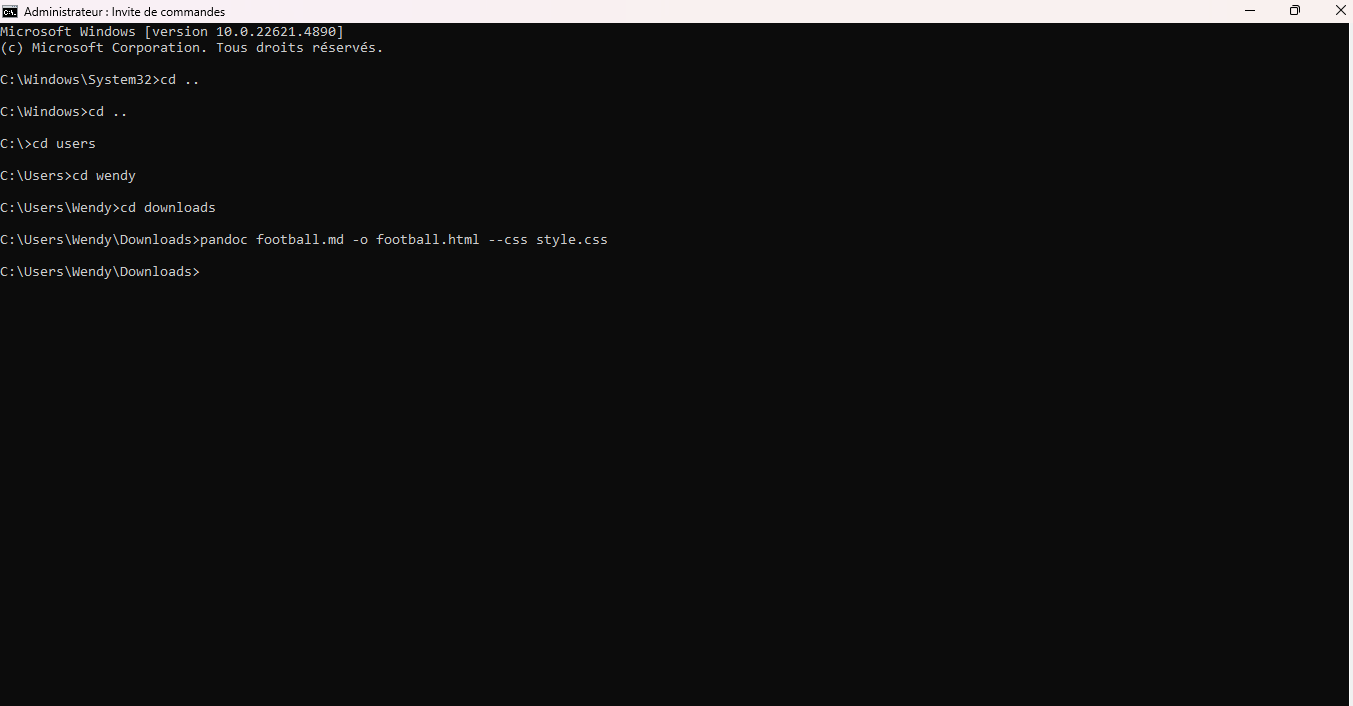 Administrateur : Invite de commandes
Microsoft Windows [version 10.0.22621.4890]
(c) Microsoft Corporation. Tous droits réservés.
C:\Windows\System32>cd ..
C:\Windows>cd ..
C:\>cd users
C:\Users>cd wendy
C:\Users\Wendy>cd downloads
C:\Users\Wendy\Downloads>pandoc football.md -o football.html --css style.css
C:\Users\Wendy\Downloads>